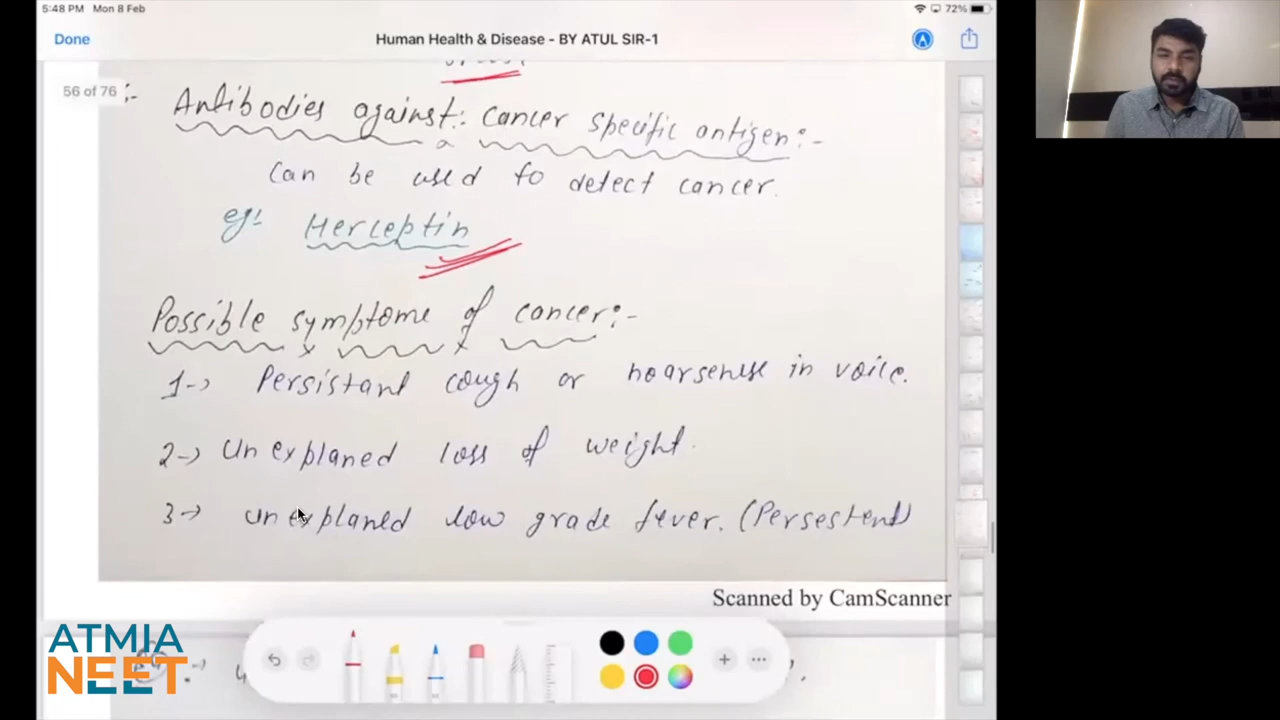 5:48 PM Mon 8 Feb
72%
Done
Human Health & Disease - BY ATUL SIR-1
56 of 76
:-
Antibodies against: cancer specific antigen:-
can be used to detect cancer.
eg: Herceptin
Possible symptome of cancer:-
1-> Persistant cough or hoarsenese in voice.
2-> Unexplaned loss of weight.
3-> unexplaned low grade fever. (Persestent)
Scanned by CamScanner
ATMIA
NEET